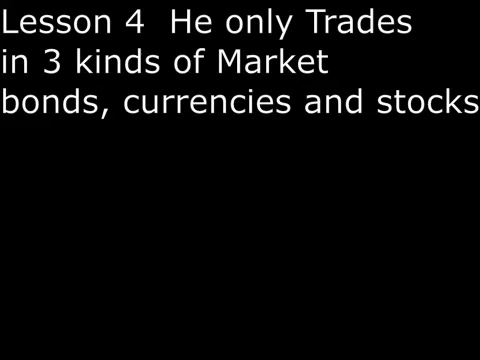 Lesson 4  He only Trades
in 3 kinds of Market
bonds, currencies and stocks